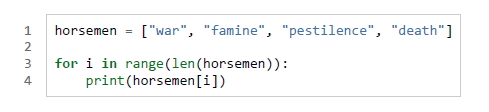 1 horsemen = ["war", "famine", "pestilence", "death"]
2
3 for i in range(len(horsemen)):
4     print(horsemen[i])